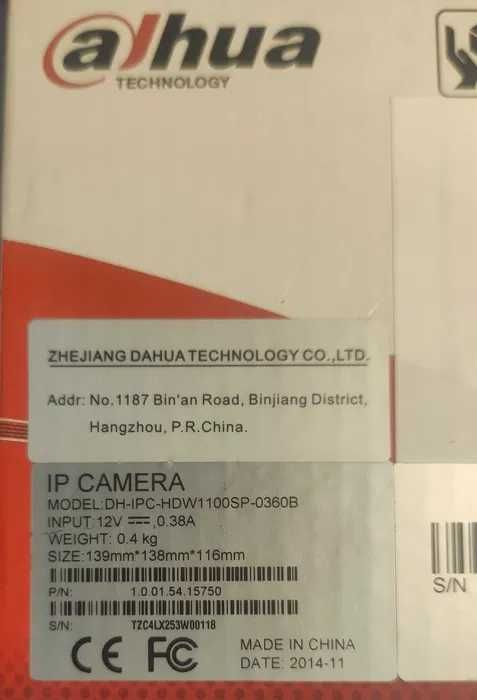 alhua
TECHNOLOGY
ZHEJIANG DAHUA TECHNOLOGY CO.,LTD.
Addr: No.1187 Bin'an Road, Binjiang District,
Hangzhou, P.R.China.
IP CAMERA
MODEL:DH-IPC-HDW1100SP-0360B
INPUT:12V ⎓,0.38A
WEIGHT: 0.4 kg
SIZE:139mm*138mm*116mm
P/N: 1.0.01.54.15750
S/N: TZC4LX253W00118
CE FC
MADE IN CHINA
DATE: 2014-11
S/N